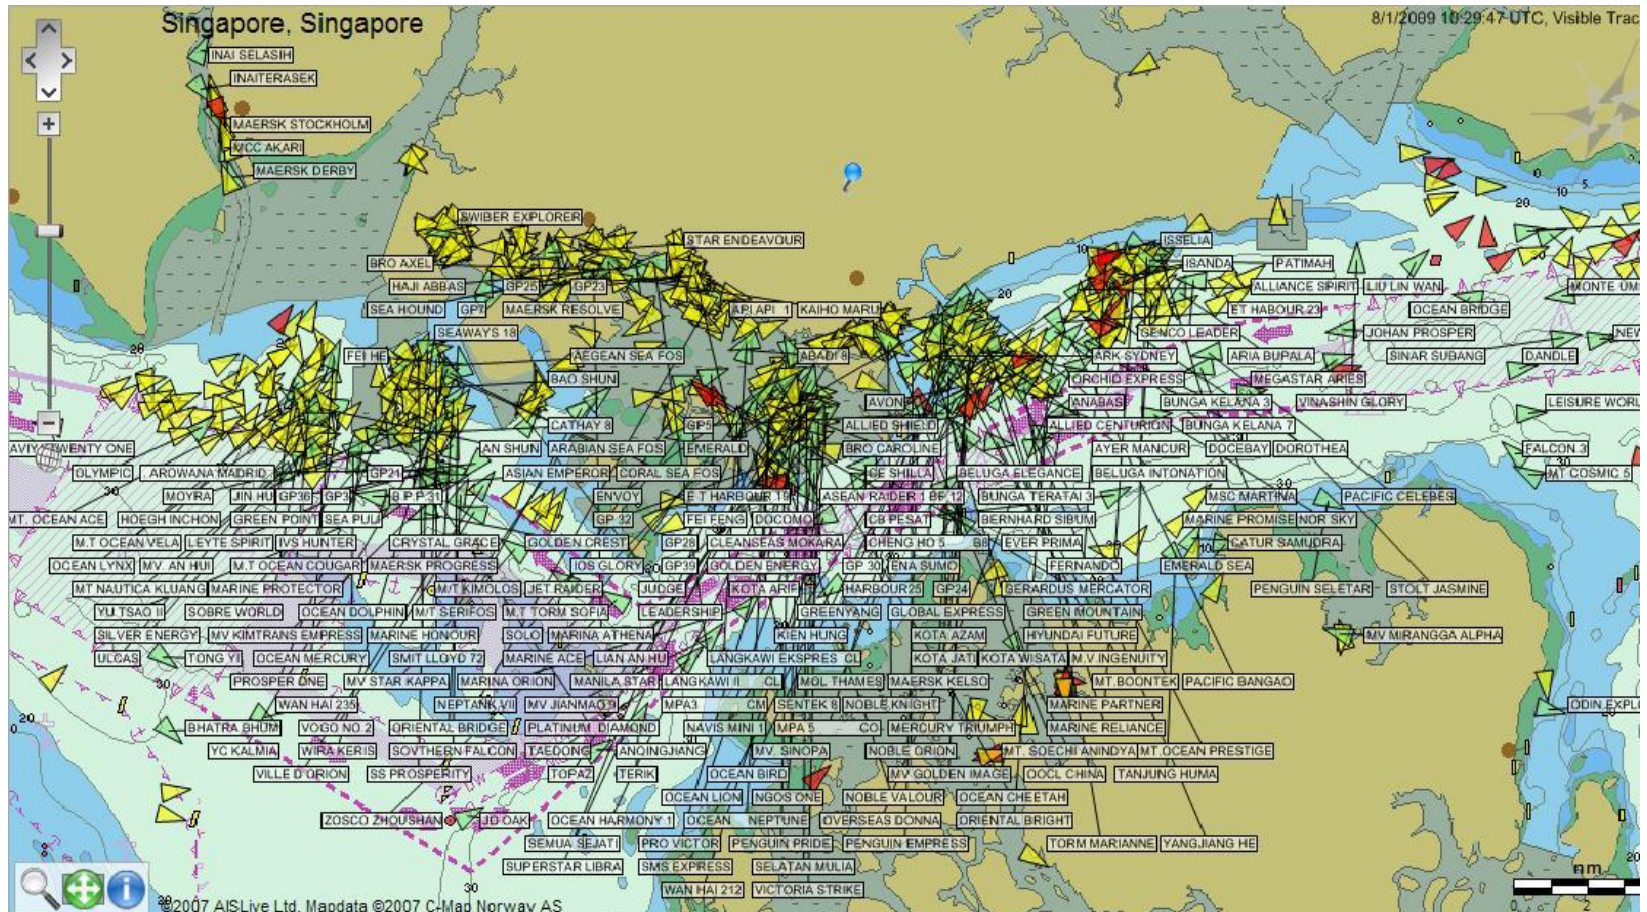 Singapore, Singapore
8/1/2009 10:29:47 UTC, Visible Trac
INAI SELASIH
INAITERASEK
MAERSK STOCKHOLM
MCC AKARI
MAERSK DERBY
SWIBER EXPLORER
STAR ENDEAVOUR ISSELIA
BRO AXEL ISANDA PATIMAH
HAJI ABBAS GP25 GP23 ALLIANCE SPIRIT LIU LIN WAN MONTE UM
SEA HOUND GP7 MAERSK RESOLVE API API 1 KAIHO MARU ET HABOUR 23 OCEAN BRIDGE
SEAWAYS 18 GENCO LEADER JOHAN PROSPER NEW
FEI HE AEGEAN SEA FOS ABADI 8 ARK SYDNEY ARIA BUPALA SINAR SUBANG DANDLE
BAO SHUN ORCHID EXPRESS MEGASTAR ARIES
AVON ANABAS BUNGA KELANA 3 VINASHIN GLORY LEISURE WORL
CATHAY 8 GP5 ALLIED SHIELD ALLIED CENTURION BUNGA KELANA 7
TWENTY ONE AN SHUN ARABIAN SEA FOS EMERALD BRO CAROLINE AYER MANCUR DOCEBAY DOROTHEA FALCON 3
OLYMPIC AROWANA MADRID GP21 ASIAN EMPEROR CORAL SEA FOS GE SHILLA BELUGA ELEGANCE BELUGA INTONATION MT COSMIC 5
MOYRA JIN HU GP36 GP3 B.P.P.31 ENVOY E T HARBOUR 19 ASEAN RAIDER 1 BF 12 BUNGA TERATAI 3 MSC MARTINA PACIFIC CELEBES
MT. OCEAN ACE HOEGH INCHON GREEN POINT SEA PULI GP 32 FEI FENG DOCOMO CB PESAT BERNHARD SIBUM MARINE PROMISE NOR SKY
M.T OCEAN VELA LEYTE SPIRIT IVS HUNTER CRYSTAL GRACE GOLDEN CREST GP28 CLEANSEAS MOKARA CHENG HO 5 B8 EVER PRIMA CATUR SAMUDRA
OCEAN LYNX MV. AN HUI M.T OCEAN COUGAR MAERSK PROGRESS IOS GLORY GP39 GOLDEN ENERGY GP 30 ENA SUMO FERNANDO EMERALD SEA
MT NAUTICA KLUANG MARINE PROTECTOR M/T KIMOLOS JET RAIDER JUDGE KOTA ARIF HARBOUR 25 GP24 GERARDUS MERCATOR PENGUIN SELETAR STOLT JASMINE
YU TSAO II SOBRE WORLD OCEAN DOLPHIN M/T SERIFOS M.T TORM SOFIA LEADERSHIP GREENYANG GLOBAL EXPRESS GREEN MOUNTAIN
SILVER ENERGY MV KIMTRANS EMPRESS MARINE HONOUR SOLO MARINA ATHENA KIEN HUNG KOTA AZAM HIYUNDAI FUTURE MV MIRANGGA ALPHA
ULCAS TONG YI OCEAN MERCURY SMIT LLOYD 72 MARINE ACE LIAN AN HU LANGKAWI EKSPRES CL KOTA JATI KOTA WISATA M.V INGENUITY
PROSPER ONE MV STAR KAPPA MARINA ORIION MANILA STAR LANGKAWI II CL MOL THAMES MAERSK KELSO MT.BOONTEK PACIFIC BANGAO
WAN HAI 235 NEPTANK VII MV JIANMAO 9 MPA3 CM SENTEK 8 NOBLE KNIGHT MARINE PARTNER ODIN EXPLO
BHATRA BHUM VOGO NO.2 ORIENTAL BRIDGE PLATINUM DIAMOND NAVIS MINI 1 MPA 5 CO MERCURY TRIUMPH MARINE RELIANCE
YC KALMIA WIRA KERIS SOVTHERN FALCON TAEDONG ANQINGJIANG MV. SINOPA NOBLE ORION MT. SOECHI ANINDYA MT.OCEAN PRESTIGE
VILLE D ORION SS PROSPERITY TOPAZ TERIK OCEAN BIRD MV GOLDEN IMAGE OOCL CHINA TANJUNG HUMA
OCEAN LION NGOS ONE NOBLE VALOUR OCEAN CHEETAH
ZOSCO ZHOUSHAN JD OAK OCEAN HARMONY 1 OCEAN NEPTUNE OVERSEAS DONNA ORIENTAL BRIGHT
SEMUA SEJATI PRO VICTOR PENGUIN PRIDE PENGUIN EMPRESS TORM MARIANNE YANGJIANG HE
SUPERSTAR LIBRA SMS EXPRESS SELATAN MULIA
WAN HAI 212 VICTORIA STRIKE
nm
0 2
©2007 AISLive Ltd, Mapdata ©2007 C-Map Norway AS